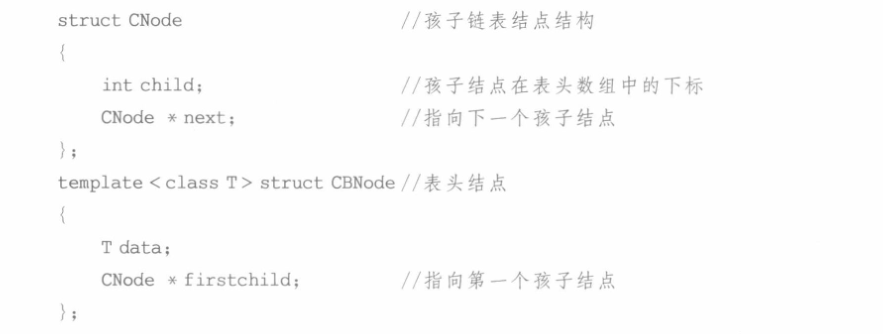 struct CNode //孩子链表结点结构
{
int child; //孩子结点在表头数组中的下标
CNode *next; //指向下一个孩子结点
};
template <class T> struct CBNode //表头结点
{
T data;
CNode *firstchild; //指向第一个孩子结点
};